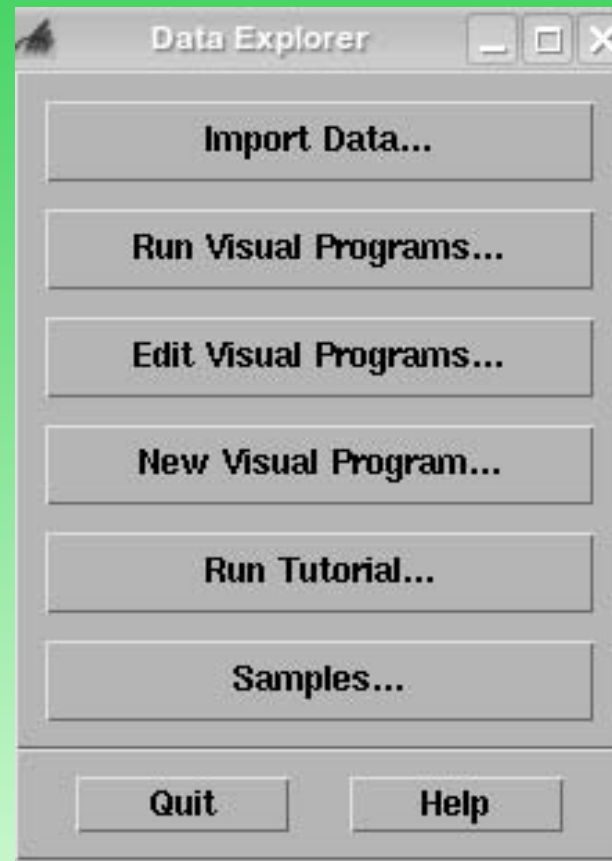 Data Explorer
Import Data...
Run Visual Programs...
Edit Visual Programs...
New Visual Program...
Run Tutorial...
Samples...
Quit Help